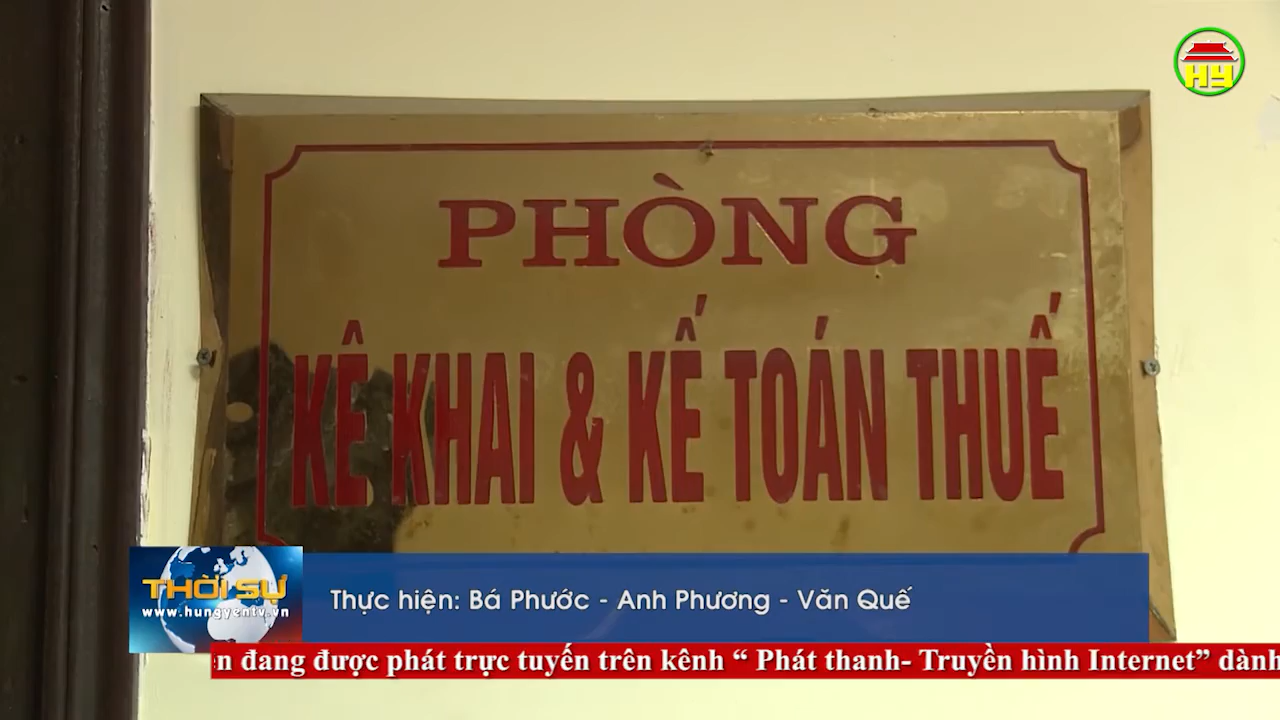 HY
PHÒNG
KÊ KHAI & KẾ TOÁN THUẾ
THỜI SỰ
www.hungyentv.vn
Thực hiện: Bá Phước - Anh Phương - Văn Quế
đang được phát trực tuyến trên kênh “ Phát thanh- Truyền hình Internet” dành